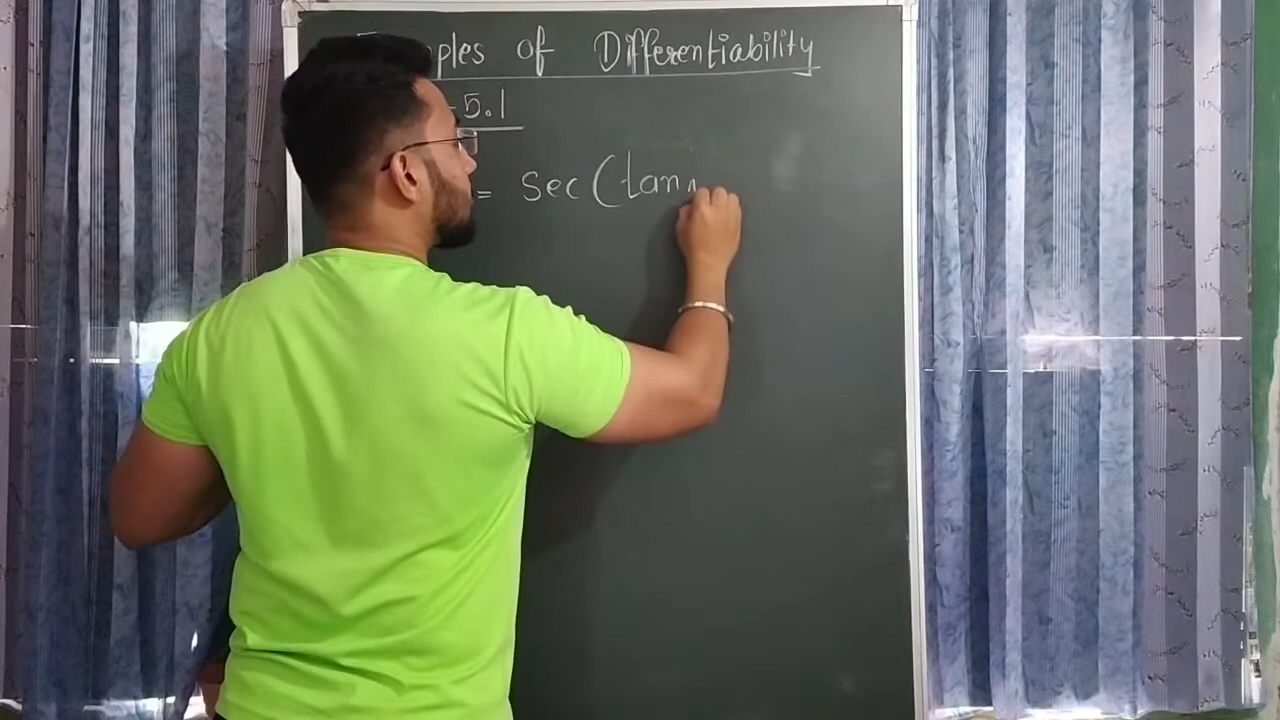 ples of Differentiability
-5.1
= Sec (tan